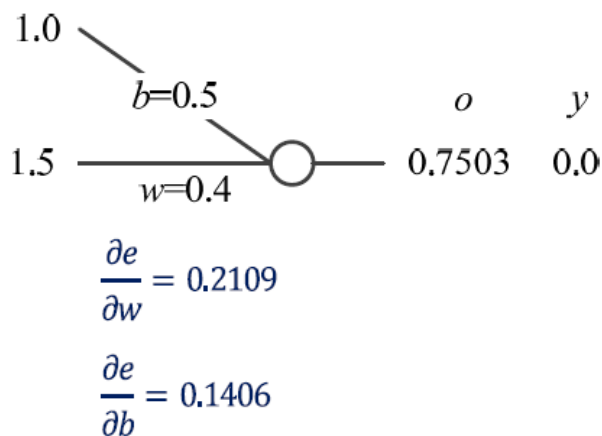 1.0
b=0.5
o y
1.5 0.7503 0.0
w=0.4
∂e/∂w = 0.2109
∂e/∂b = 0.1406